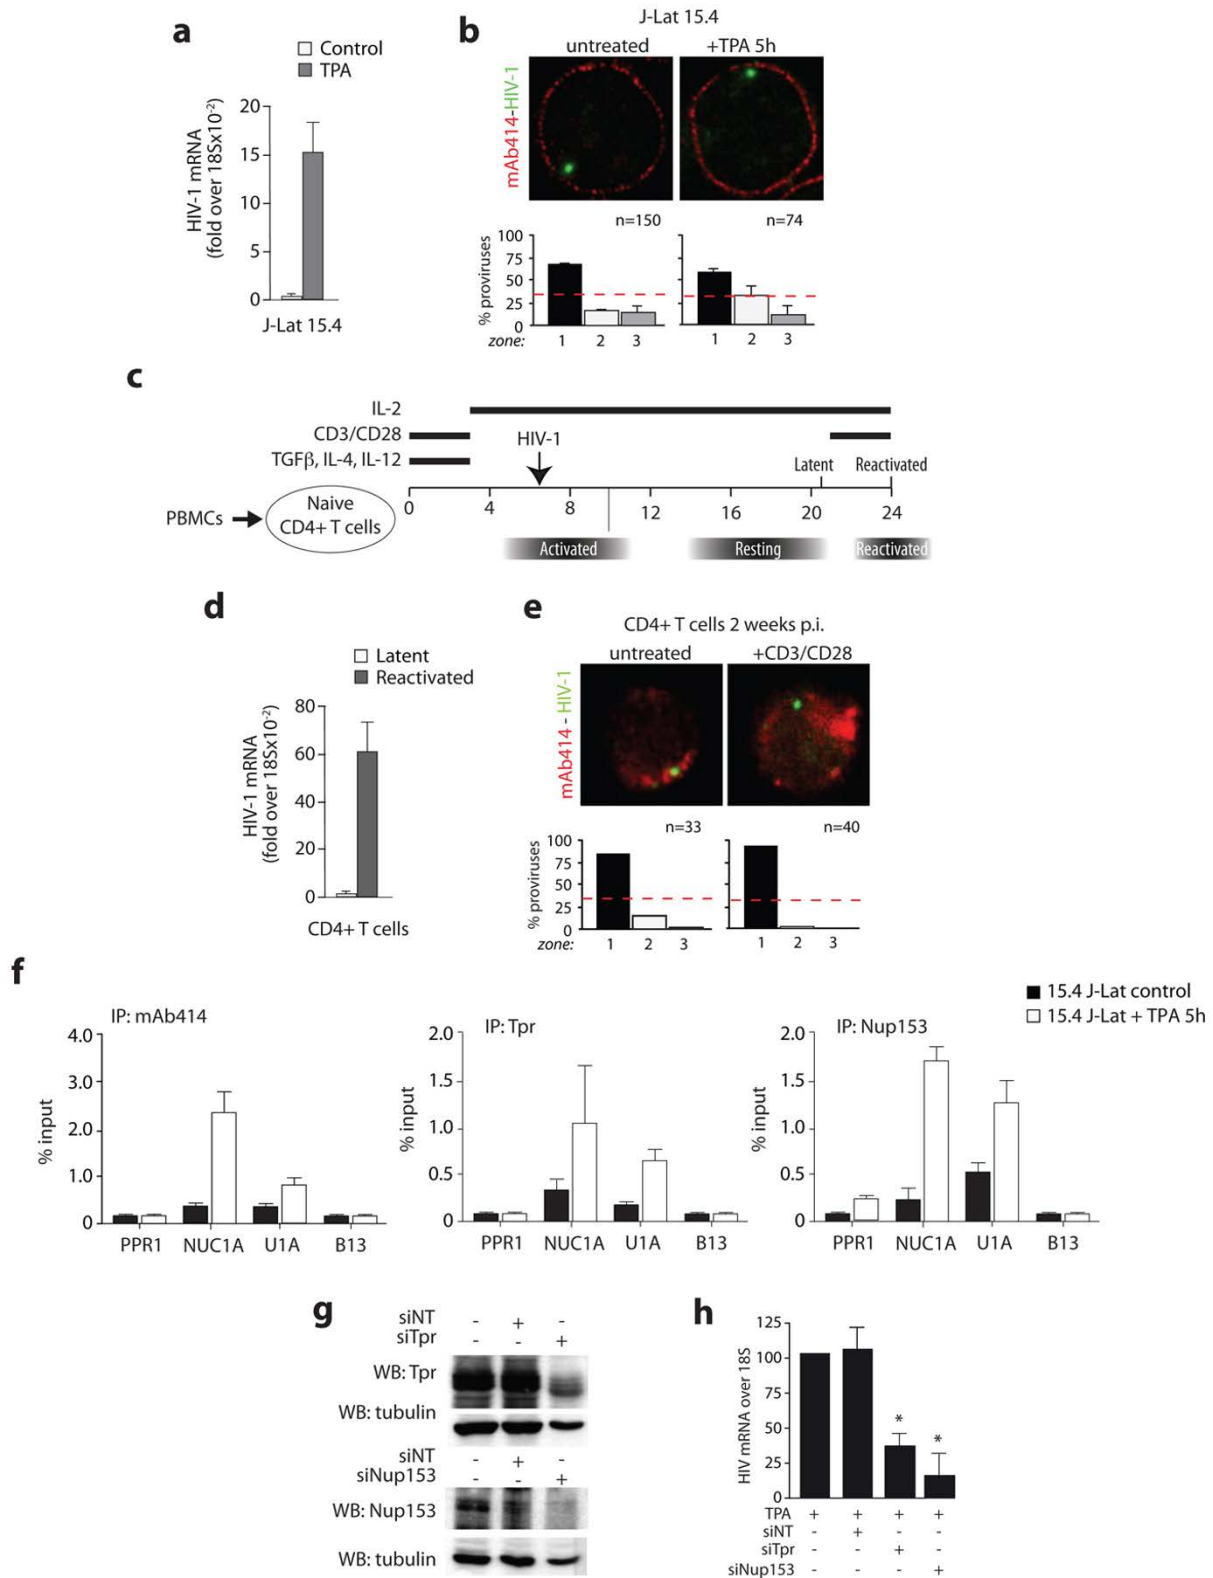 a
Control
TPA
HIV-1 mRNA
(fold over 18Sx10-2)
20
15
10
5
0
J-Lat 15.4
b
J-Lat 15.4
untreated +TPA 5h
mAb414-HIV-1
n=150 n=74
% proviruses
100
75
50
25
0
zone: 1 2 3 1 2 3
c
IL-2
CD3/CD28
HIV-1
TGFβ, IL-4, IL-12
Latent Reactivated
PBMCs
Naive
CD4+ T cells
0 4 8 12 16 20 24
Activated Resting Reactivated
d
Latent
Reactivated
HIV-1 mRNA
(fold over 18Sx10-2)
80
60
40
20
0
CD4+ T cells
e
CD4+ T cells 2 weeks p.i.
untreated +CD3/CD28
mAb414 - HIV-1
n=33 n=40
% proviruses
100
75
50
25
0
zone: 1 2 3 1 2 3
f
15.4 J-Lat control
15.4 J-Lat + TPA 5h
IP: mAb414
% input
4.0
3.0
2.0
1.0
0
PPR1 NUC1A U1A B13
IP: Tpr
% input
2.0
1.5
1.0
0.5
0
PPR1 NUC1A U1A B13
IP: Nup153
% input
2.0
1.5
1.0
0.5
0
PPR1 NUC1A U1A B13
g
siNT - + -
siTpr - - +
WB: Tpr
WB: tubulin
siNT - + -
siNup153 - - +
WB: Nup153
WB: tubulin
h
HIV mRNA over 18S
125
100
75
50
25
0
* *
TPA + + + +
siNT - + - -
siTpr - - + -
siNup153 - - - +